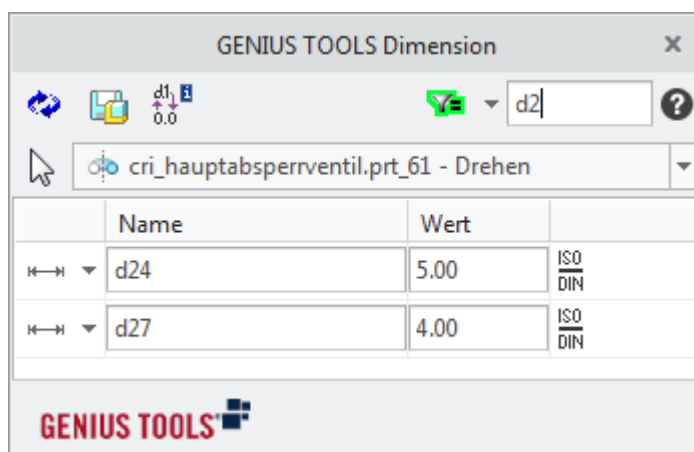 GENIUS TOOLS Dimension
d1 i
0.0
d2
?
cri_hauptabsperrventil.prt_61 - Drehen
Name Wert
d24 5.00 ISO
DIN
d27 4.00 ISO
DIN
GENIUS TOOLS